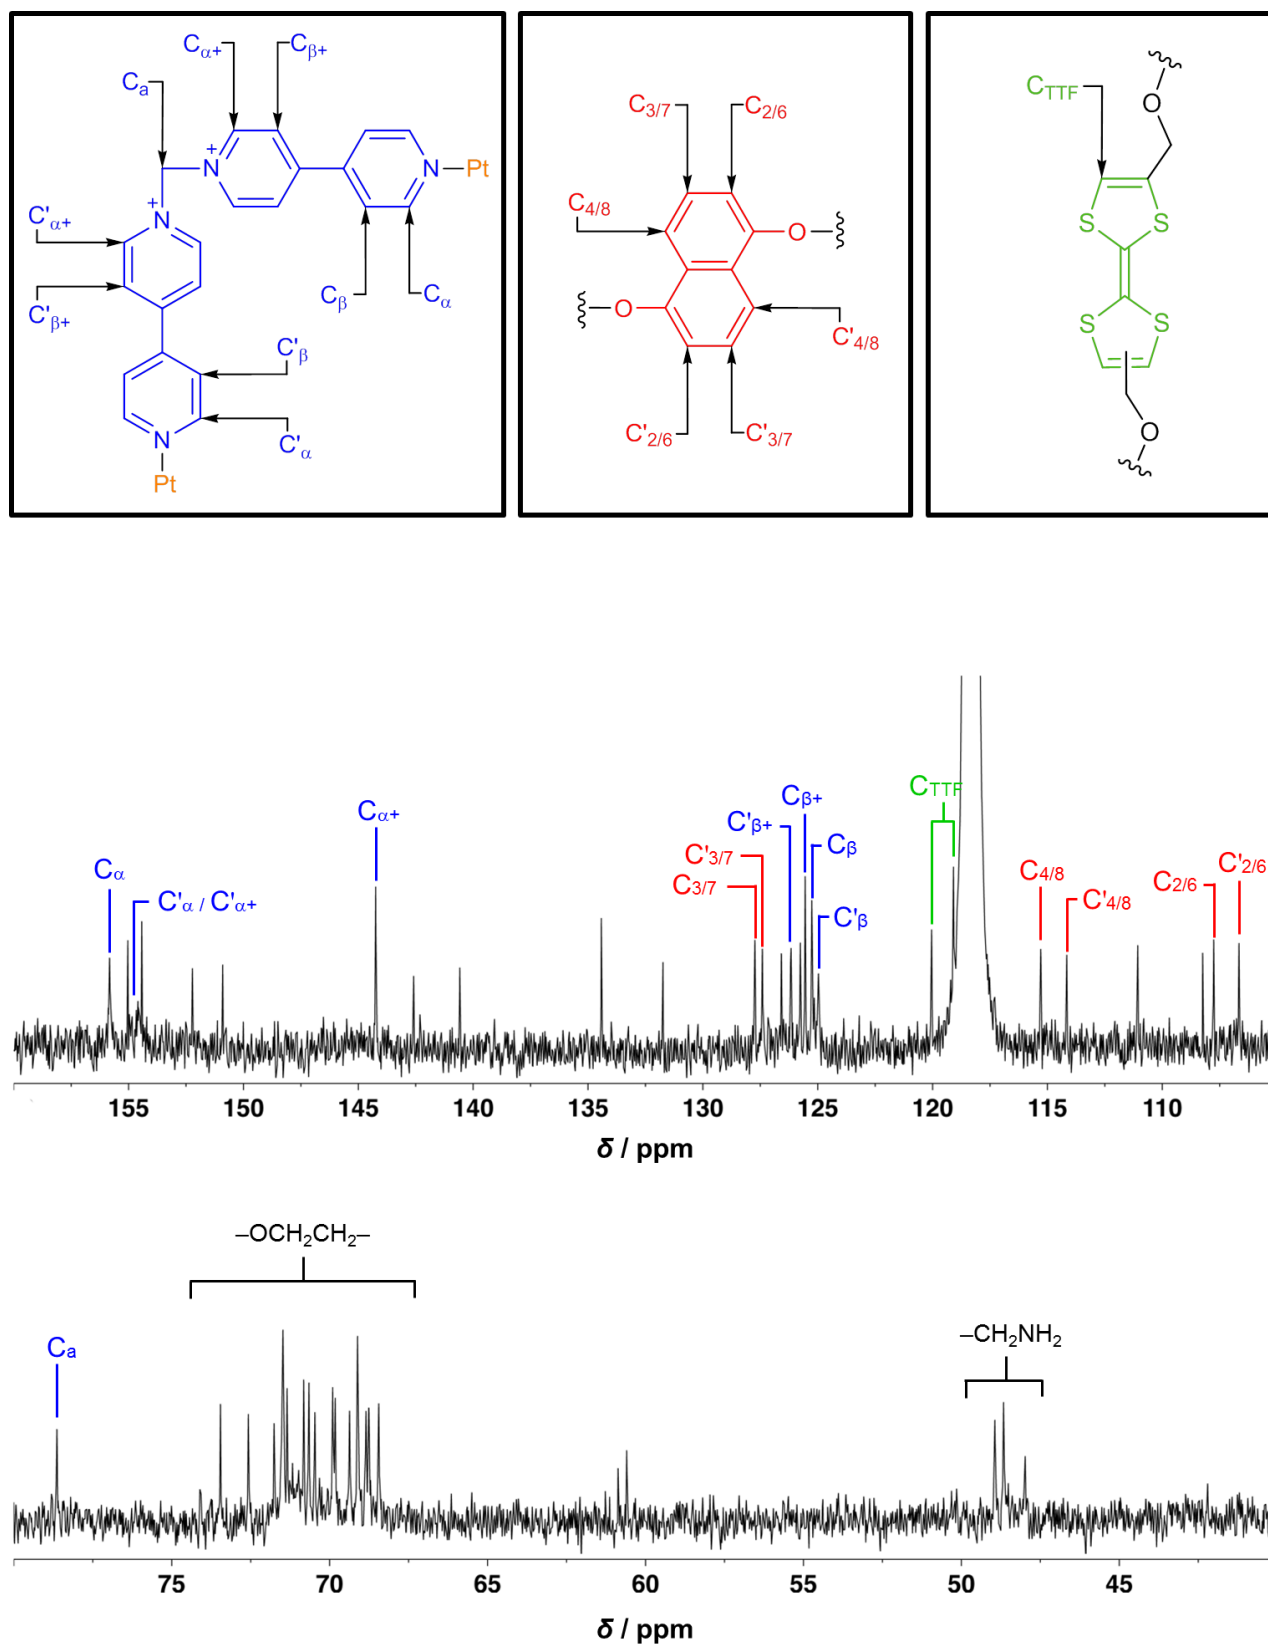 Cα+ Cβ+
Ca
N+ N Pt
N+
C'α+
C'β+
Cβ Cα
C'β
C'α
N
Pt
C3/7 C2/6
C4/8
O
O
C'4/8
C'2/6 C'3/7
CTTF
O
S S
S S
O
Cα
C'α / C'α+
Cα+
C3/7
C'3/7
C'β+
Cβ+
Cβ
C'β
CTTF
C4/8
C'4/8
C2/6
C'2/6
155 150 145 140 135 130 125 120 115 110
δ / ppm
–OCH2CH2–
Ca
–CH2NH2
75 70 65 60 55 50 45
δ / ppm